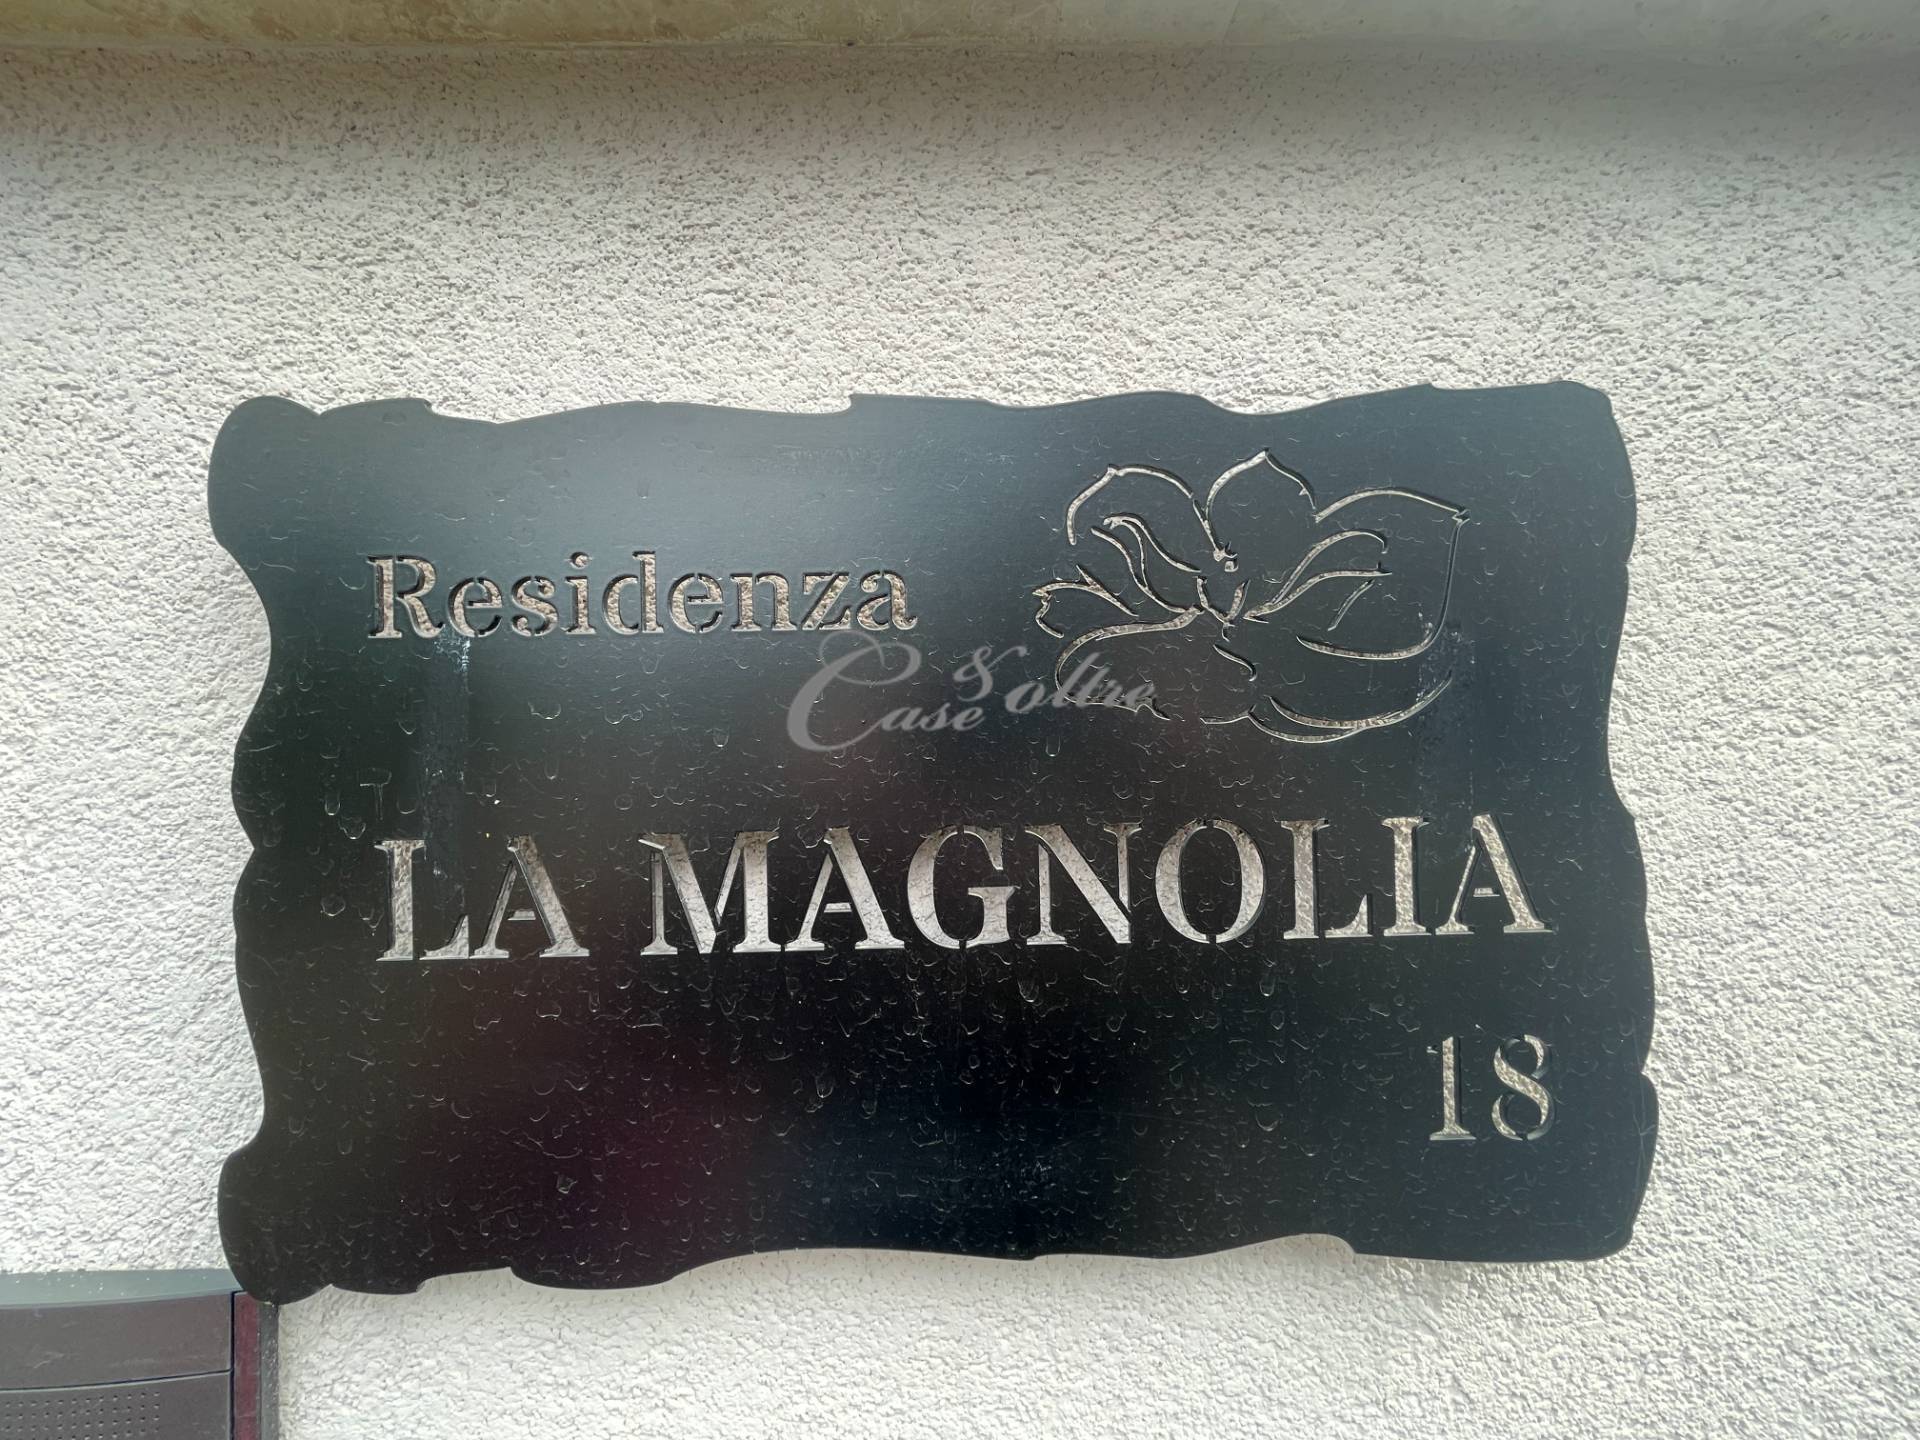 Residenza
Case & oltre
LA MAGNOLIA
18